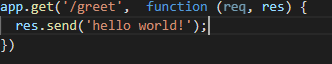 app.get('/greet',  function (req, res) {
  res.send('hello world!');
})